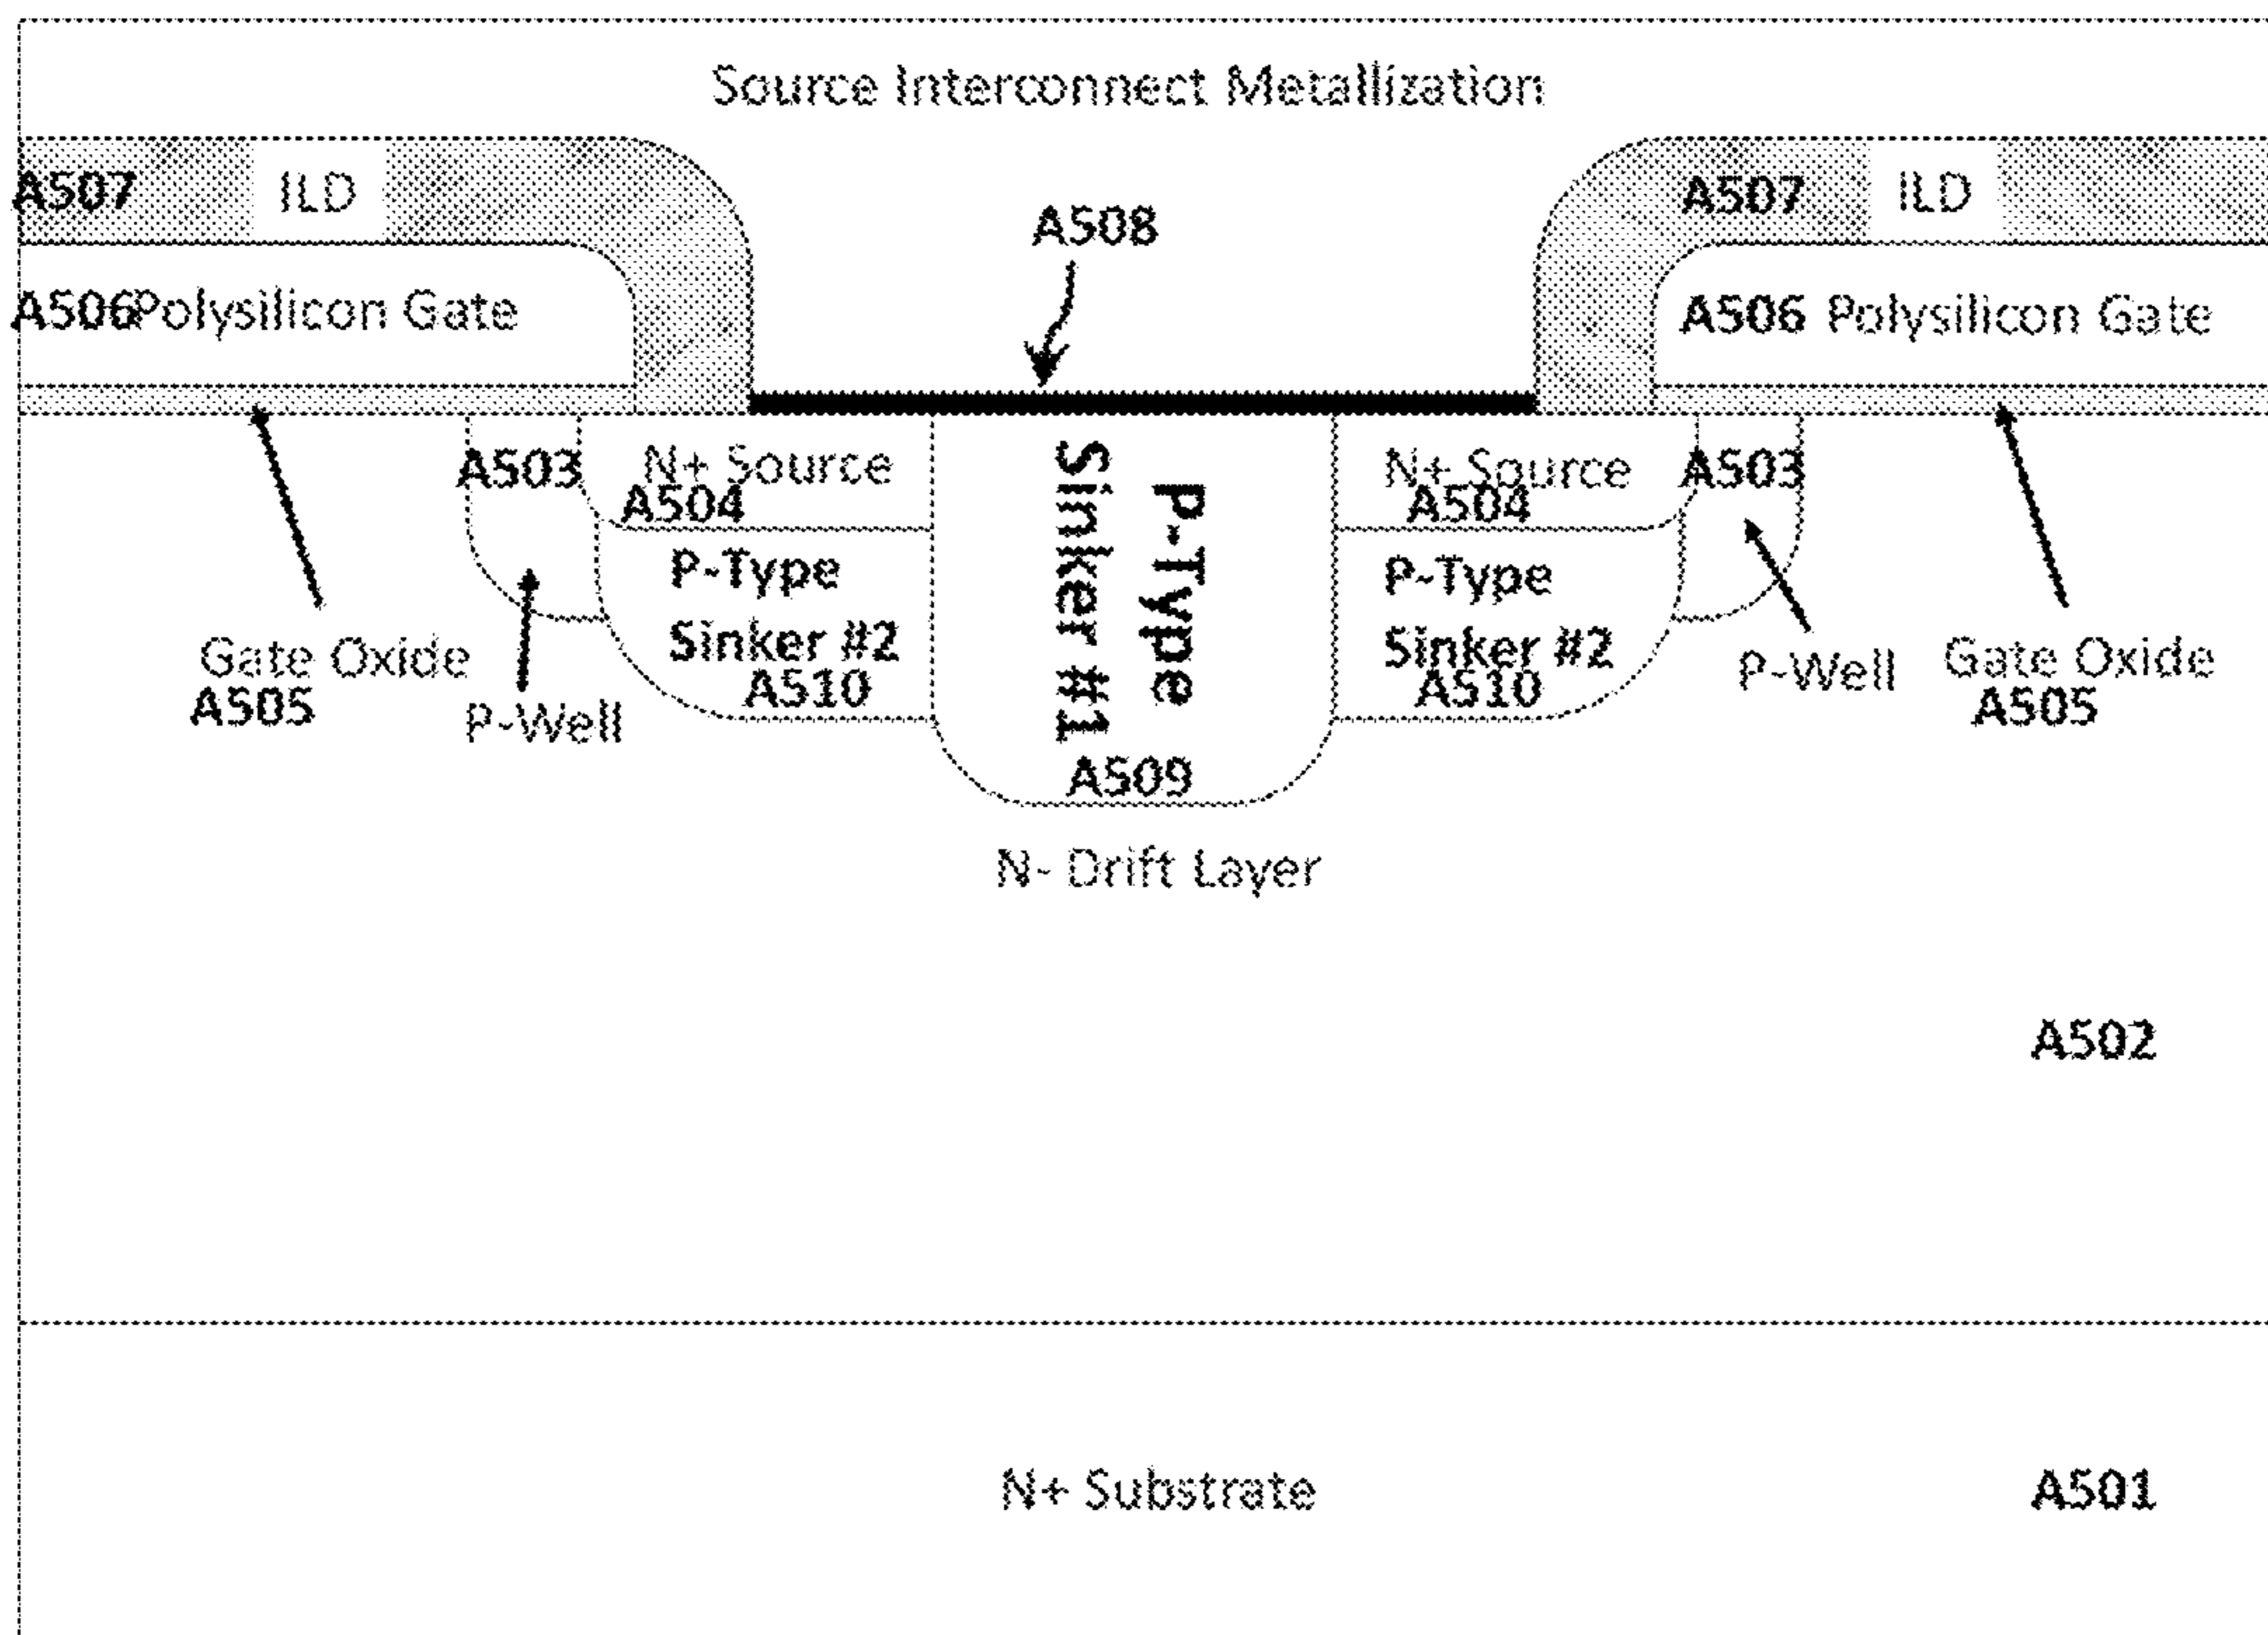 Source Interconnect Metallization
A507 ILD
A507 ILD
A508
A506 Polysilicon Gate
A506 Polysilicon Gate
A503
N+ Source
A504
N+ Source
A504
A503
P-Type
Sinker #1
A509
P-Type
Sinker #2
A510
P-Type
Sinker #2
A510
Gate Oxide
A505
P-Well
P-Well
Gate Oxide
A505
N- Drift Layer
A502
N+ Substrate
A501